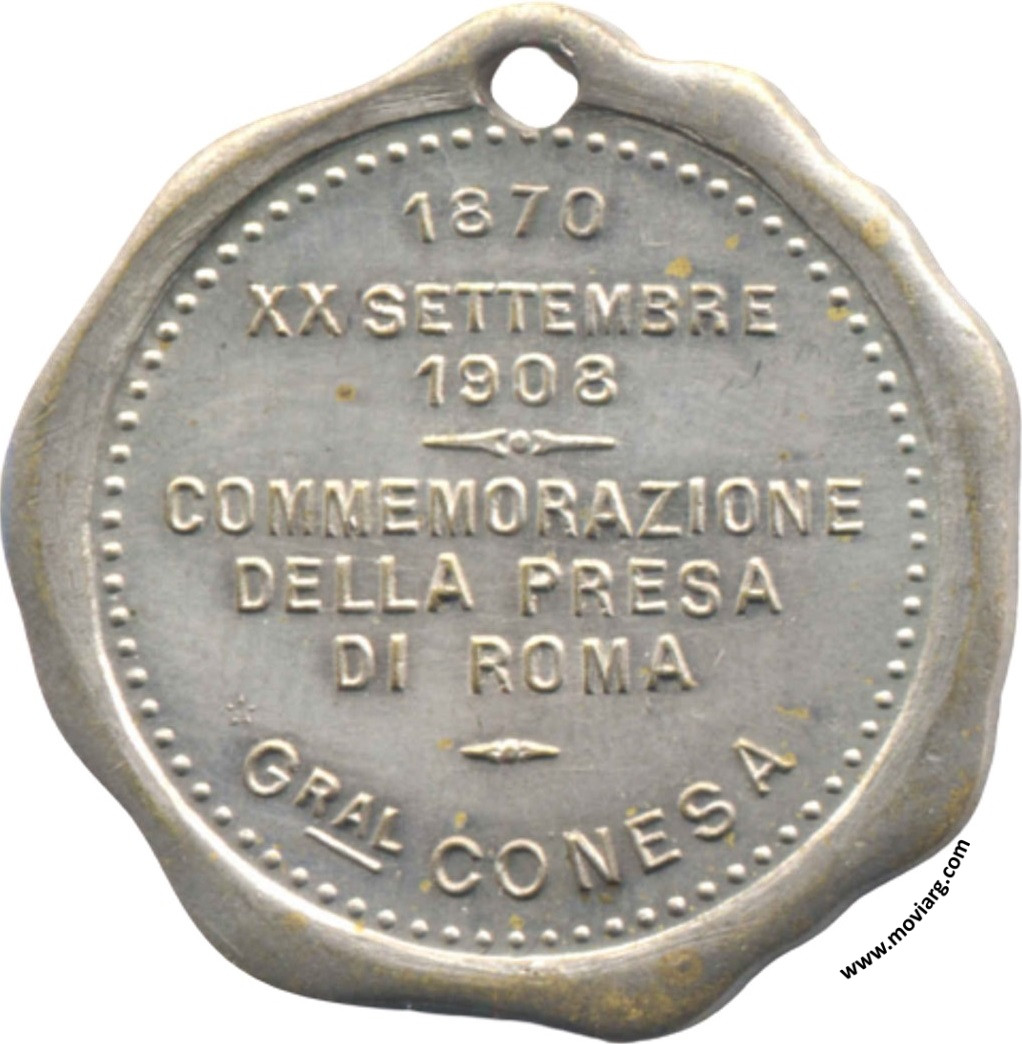 1870
XX SETTEMBRE
1908
COMMEMORAZIONE
DELLA PRESA
DI ROMA
GRAL CONESA
www.moviarg.com